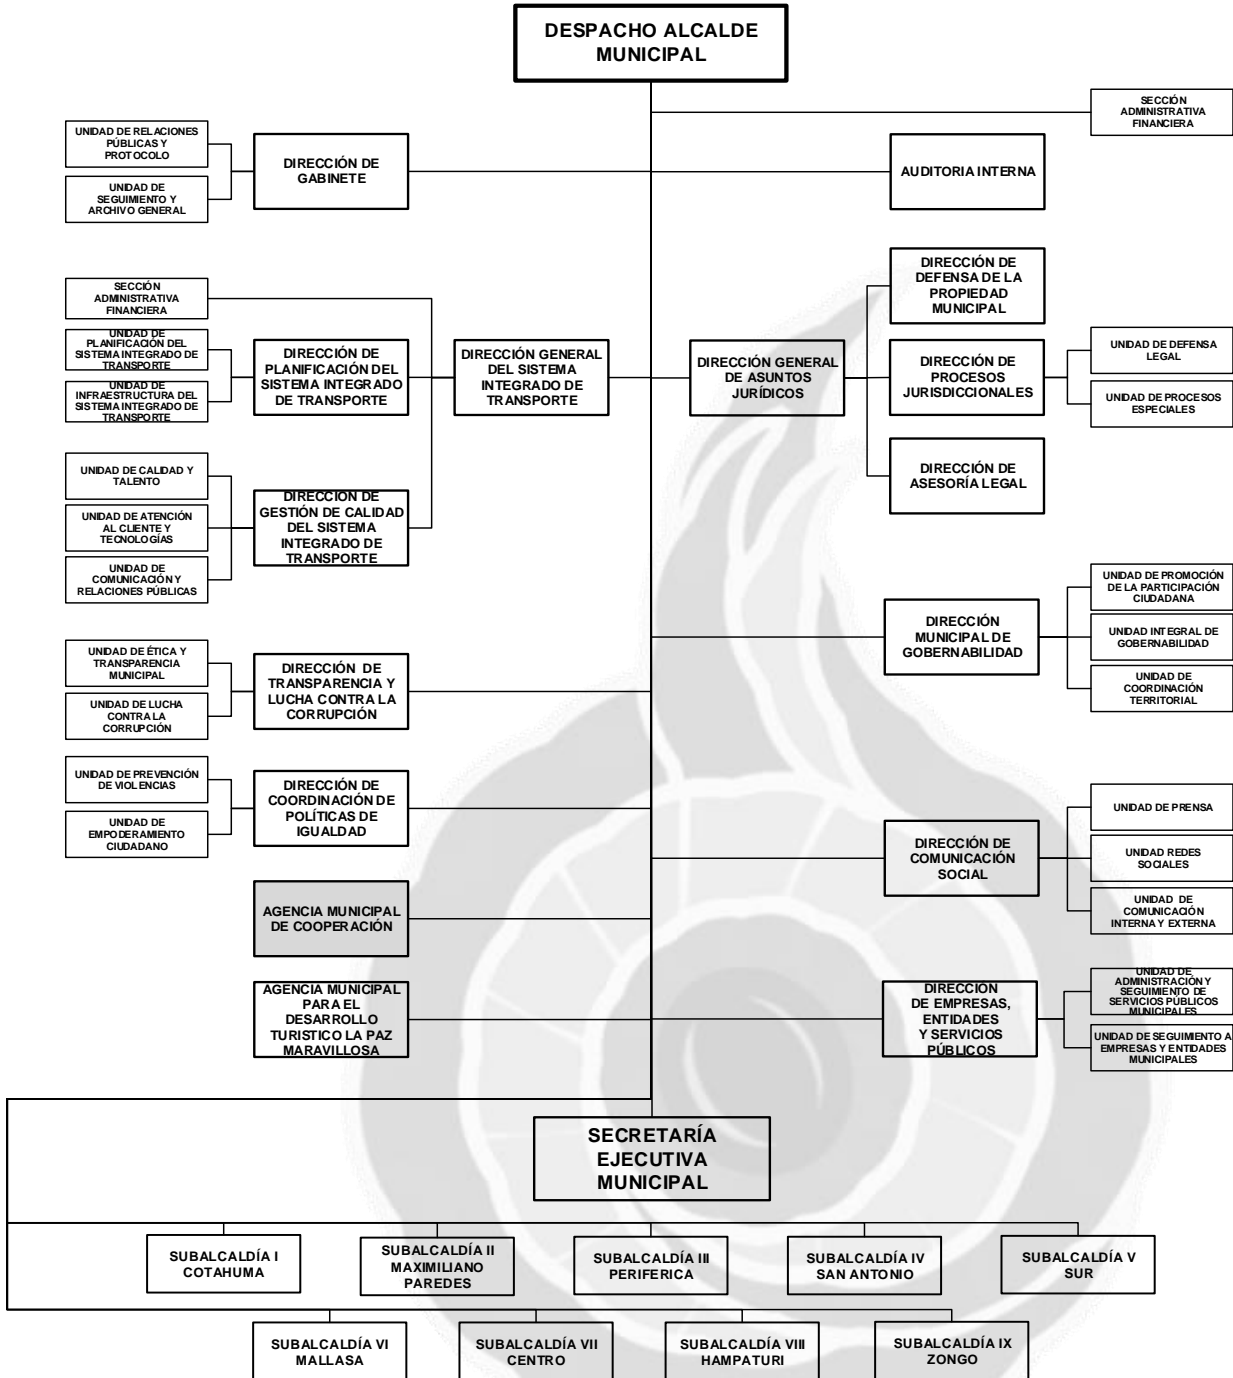 DESPACHO ALCALDE
MUNICIPAL
SECCIÓN
ADMINISTRATIVA
FINANCIERA
UNIDAD DE RELACIONES
PÚBLICAS Y
PROTOCOLO
UNIDAD DE
SEGUIMIENTO Y
ARCHIVO GENERAL
DIRECCIÓN DE
GABINETE
AUDITORIA INTERNA
SECCIÓN
ADMINISTRATIVA
FINANCIERA
UNIDAD DE
PLANIFICACIÓN DEL
SISTEMA INTEGRADO DE
TRANSPORTE
UNIDAD DE
INFRAESTRUCTURA DEL
SISTEMA INTEGRADO DE
TRANSPORTE
DIRECCIÓN DE
PLANIFICACIÓN DEL
SISTEMA INTEGRADO
DE TRANSPORTE
DIRECCIÓN GENERAL
DEL SISTEMA
INTEGRADO DE
TRANSPORTE
DIRECCIÓN GENERAL
DE ASUNTOS
JURÍDICOS
DIRECCIÓN DE
DEFENSA DE LA
PROPIEDAD
MUNICIPAL
DIRECCIÓN DE
PROCESOS
JURISDICCIONALES
UNIDAD DE DEFENSA
LEGAL
UNIDAD DE PROCESOS
ESPECIALES
DIRECCIÓN DE
ASESORÍA LEGAL
UNIDAD DE CALIDAD Y
TALENTO
UNIDAD DE ATENCIÓN
AL CLIENTE Y
TECNOLOGÍAS
UNIDAD DE
COMUNICACIÓN Y
RELACIONES PÚBLICAS
DIRECCIÓN DE
GESTIÓN DE CALIDAD
DEL SISTEMA
INTEGRADO DE
TRANSPORTE
DIRECCIÓN
MUNICIPAL DE
GOBERNABILIDAD
UNIDAD DE PROMOCIÓN
DE LA PARTICIPACIÓN
CIUDADANA
UNIDAD INTEGRAL DE
GOBERNABILIDAD
UNIDAD DE
COORDINACIÓN
TERRITORIAL
UNIDAD DE ÉTICA Y
TRANSPARENCIA
MUNICIPAL
UNIDAD DE LUCHA
CONTRA LA
CORRUPCIÓN
DIRECCIÓN DE
TRANSPARENCIA Y
LUCHA CONTRA LA
CORRUPCIÓN
UNIDAD DE PREVENCIÓN
DE VIOLENCIAS
UNIDAD DE
EMPODERAMIENTO
CIUDADANO
DIRECCIÓN DE
COORDINACIÓN DE
POLÍTICAS DE
IGUALDAD
DIRECCIÓN DE
COMUNICACIÓN
SOCIAL
UNIDAD DE PRENSA
UNIDAD REDES
SOCIALES
UNIDAD DE
COMUNICACIÓN
INTERNA Y EXTERNA
AGENCIA MUNICIPAL
DE COOPERACIÓN
AGENCIA MUNICIPAL
PARA EL
DESARROLLO
TURISTICO LA PAZ
MARAVILLOSA
DIRECCIÓN
DE EMPRESAS,
ENTIDADES
Y SERVICIOS
PÚBLICOS
UNIDAD DE
ADMINISTRACIÓN Y
SEGUIMIENTO DE
SERVICIOS PÚBLICOS
MUNICIPALES
UNIDAD DE SEGUIMIENTO A
EMPRESAS Y ENTIDADES
MUNICIPALES
SECRETARÍA
EJECUTIVA
MUNICIPAL
SUBALCALDÍA I
COTAHUMA
SUBALCALDÍA II
MAXIMILIANO
PAREDES
SUBALCALDÍA III
PERIFERICA
SUBALCALDÍA IV
SAN ANTONIO
SUBALCALDÍA V
SUR
SUBALCALDÍA VI
MALLASA
SUBALCALDÍA VII
CENTRO
SUBALCALDÍA VIII
HAMPATURI
SUBALCALDÍA IX
ZONGO